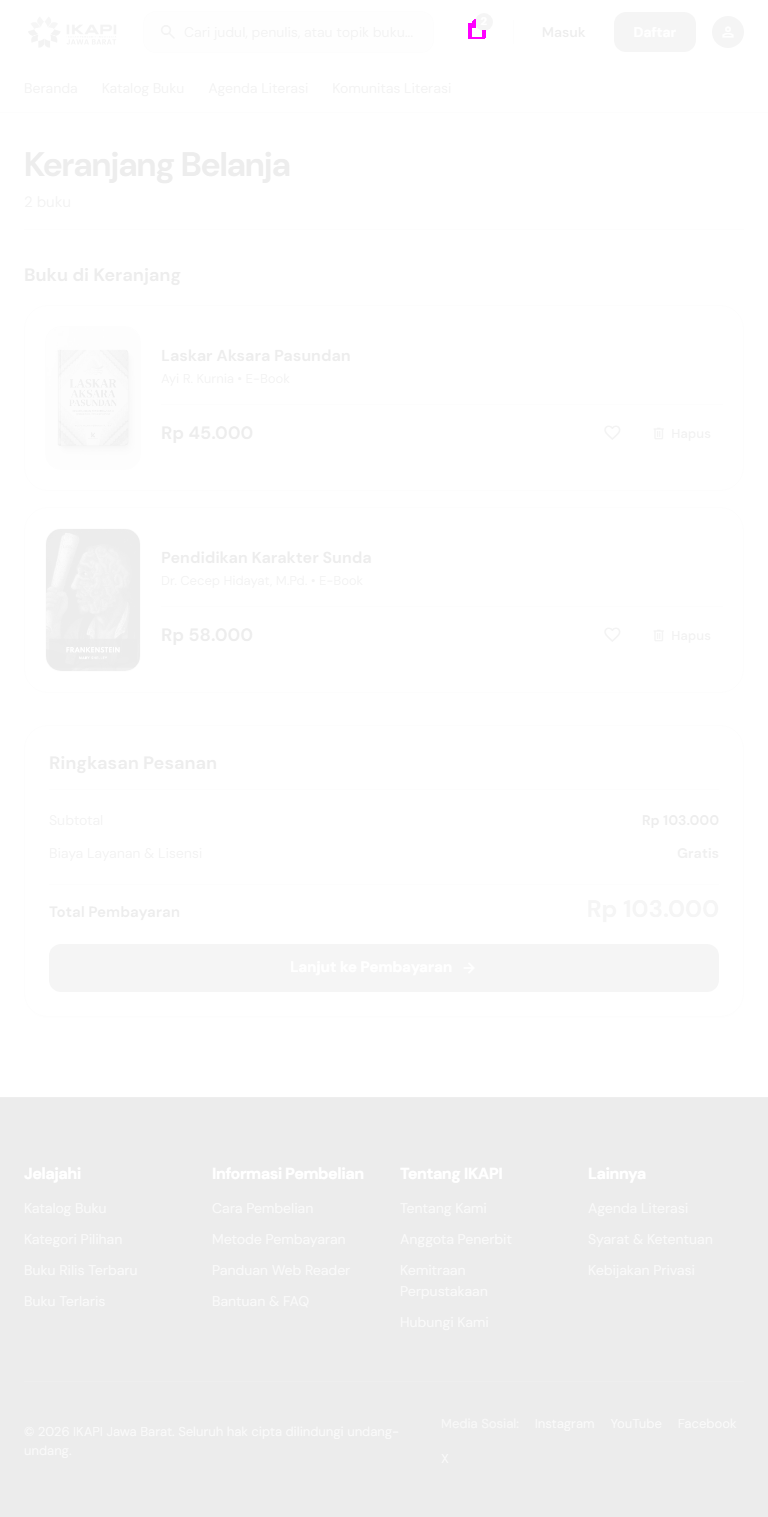 IKAPI
JAWA BARAT
Cari judul, penulis, atau topik buku...
Masuk
Daftar
Beranda
Katalog Buku
Agenda Literasi
Komunitas Literasi
Keranjang Belanja
2 buku
Buku di Keranjang
LASKAR
AKSARA
PASUNDAN
Laskar Aksara Pasundan
Ayi R. Kurnia • E-Book
Rp 45.000
Hapus
FRANKENSTEIN
Pendidikan Karakter Sunda
Dr. Cecep Hidayat, M.Pd. • E-Book
Rp 58.000
Hapus
Ringkasan Pesanan
Subtotal
Rp 103.000
Biaya Layanan & Lisensi
Gratis
Total Pembayaran
Rp 103.000
Lanjut ke Pembayaran
Jelajahi
Katalog Buku
Kategori Pilihan
Buku Rilis Terbaru
Buku Terlaris
Informasi Pembelian
Cara Pembelian
Metode Pembayaran
Panduan Web Reader
Bantuan & FAQ
Tentang IKAPI
Tentang Kami
Anggota Penerbit
Kemitraan
Perpustakaan
Hubungi Kami
Lainnya
Agenda Literasi
Syarat & Ketentuan
Kebijakan Privasi
© 2026 IKAPI Jawa Barat. Seluruh hak cipta dilindungi undang-
undang.
Media Sosial:
Instagram
YouTube
Facebook
X